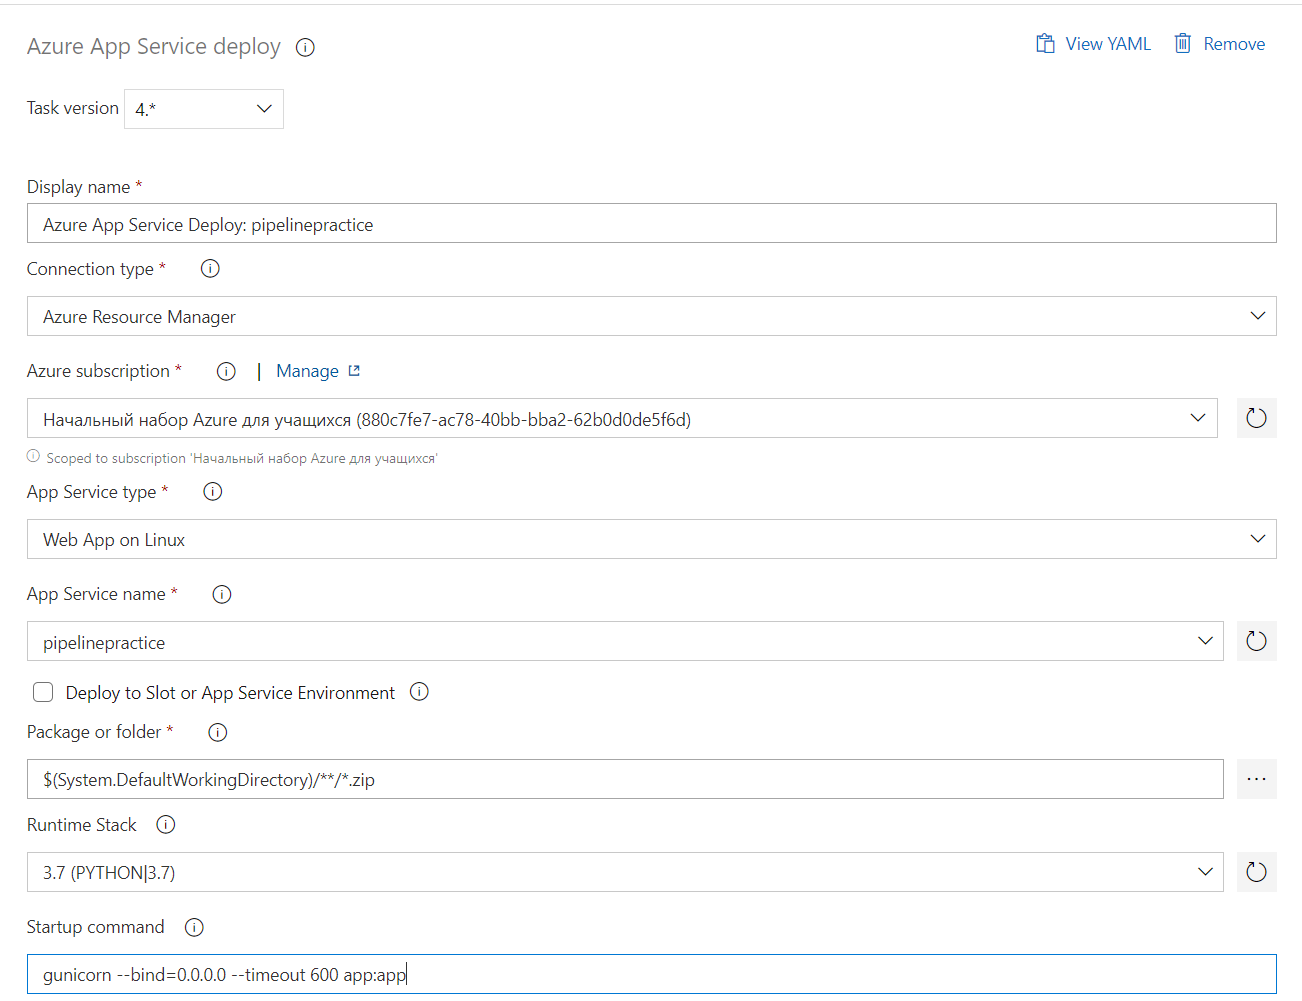 Azure App Service deploy
View YAML
Remove
Task version 4.*
Display name *
Azure App Service Deploy: pipelinepractice
Connection type *
Azure Resource Manager
Azure subscription * | Manage
Начальный набор Azure для учащихся (880c7fe7-ac78-40bb-bba2-62b0d0de5f6d)
Scoped to subscription 'Начальный набор Azure для учащихся'
App Service type *
Web App on Linux
App Service name *
pipelinepractice
Deploy to Slot or App Service Environment
Package or folder *
$(System.DefaultWorkingDirectory)/**/*.zip
...
Runtime Stack
3.7 (PYTHON|3.7)
Startup command
gunicorn --bind=0.0.0.0 --timeout 600 app:app